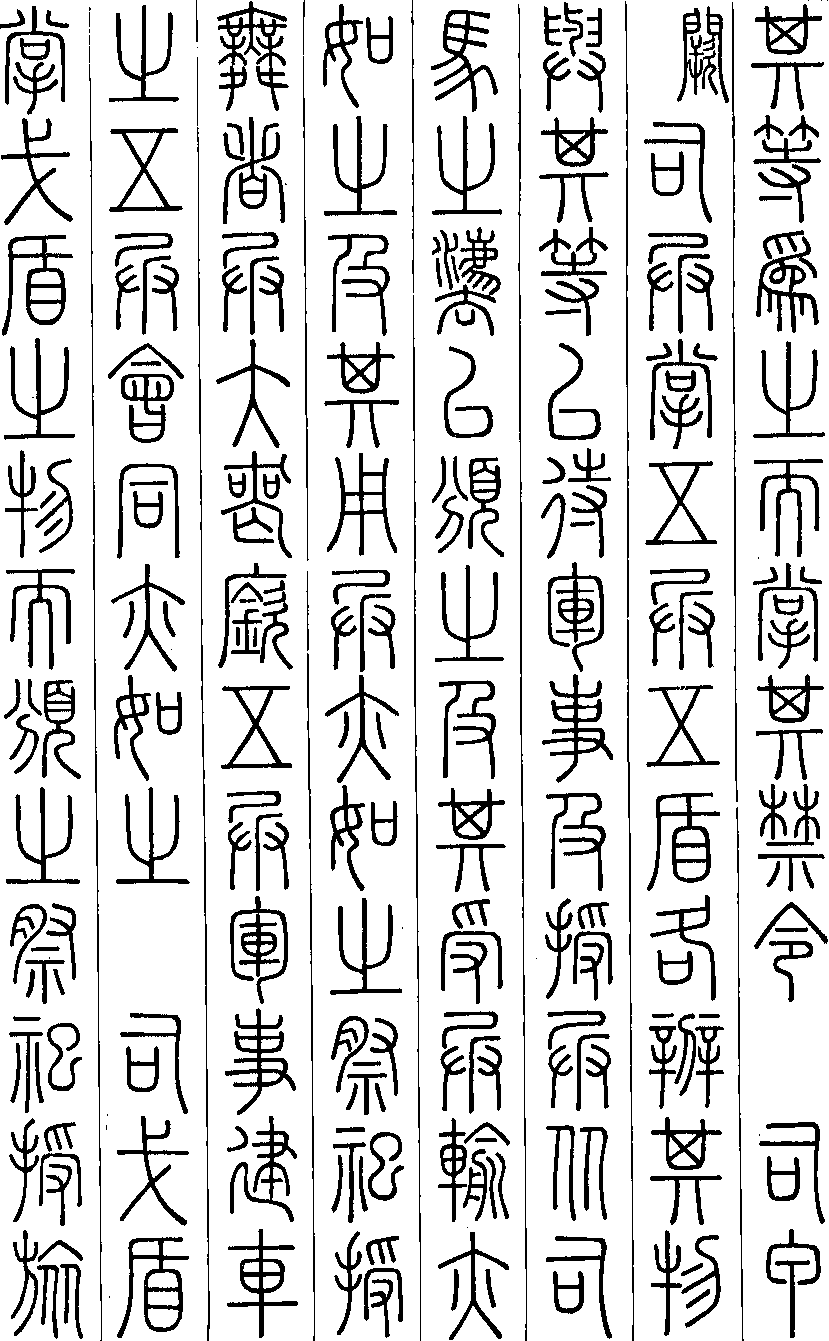 其等爲之而掌其禁令　司甲
闕　司兵掌五兵五盾各辨其物
與其等以待軍事及授兵从司
馬之灋以頒之及其受兵輸亦
如之及其用兵亦如之祭祀授
舞者兵大喪廞五兵軍事建車
之五兵會同亦如之　司戈盾
掌戈盾之物而頒之祭祀授旅